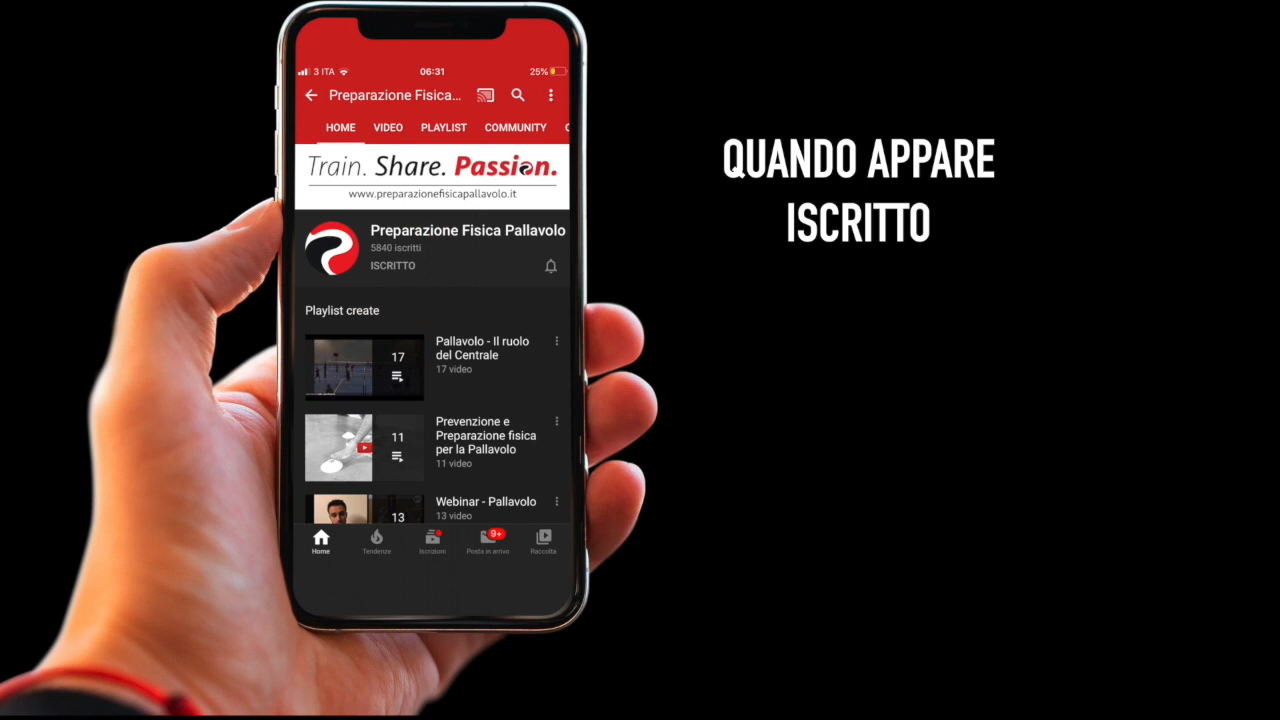 3 ITA
06:31
25%
Preparazione Fisica...
HOME VIDEO PLAYLIST COMMUNITY
Train. Share. Passion.
www.preparazionefisicapallavolo.it
Preparazione Fisica Pallavolo
5840 iscritti
ISCRITTO
Playlist create
17
Pallavolo - Il ruolo
del Centrale
17 video
11
Prevenzione e
Preparazione fisica
per la Pallavolo
11 video
13
Webinar - Pallavolo
13 video
9+
Home Tendenze Iscrizioni Posta in arrivo Raccolta
QUANDO APPARE
ISCRITTO